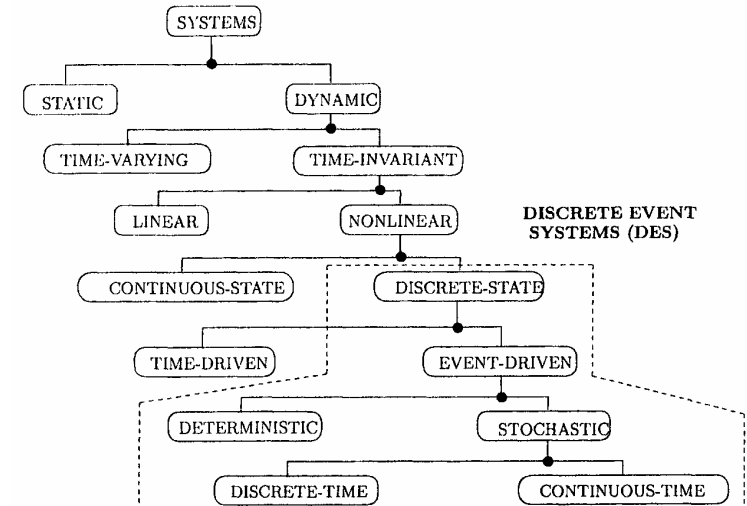 SYSTEMS
STATIC
DYNAMIC
TIME-VARYING
TIME-INVARIANT
LINEAR
NONLINEAR
DISCRETE EVENT
SYSTEMS (DES)
CONTINUOUS-STATE
DISCRETE-STATE
TIME-DRIVEN
EVENT-DRIVEN
DETERMINISTIC
STOCHASTIC
DISCRETE-TIME
CONTINUOUS-TIME